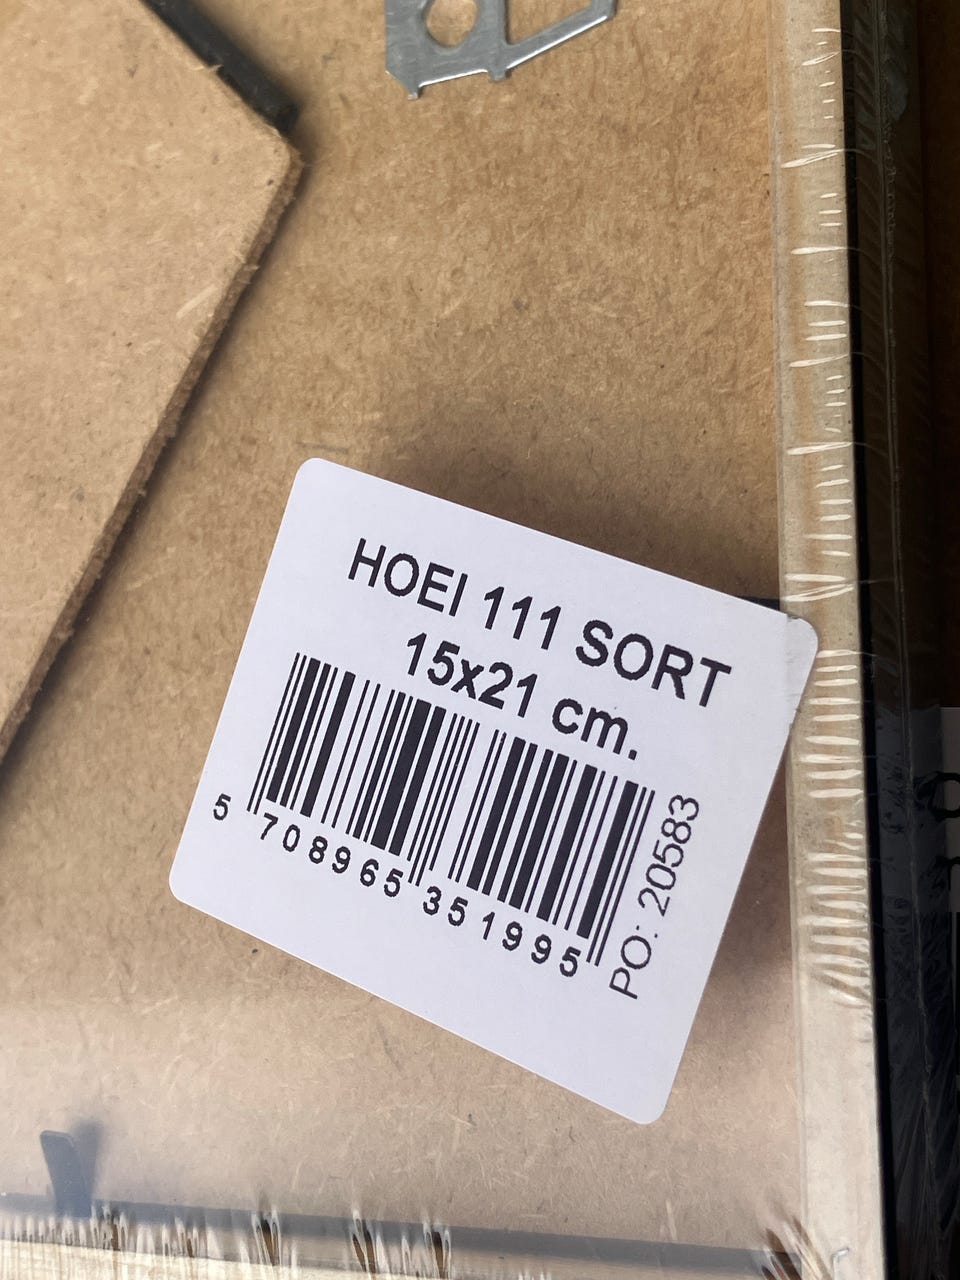 HOEI 111 SORT
15x21 cm.
5 708965 351995
PO: 20583